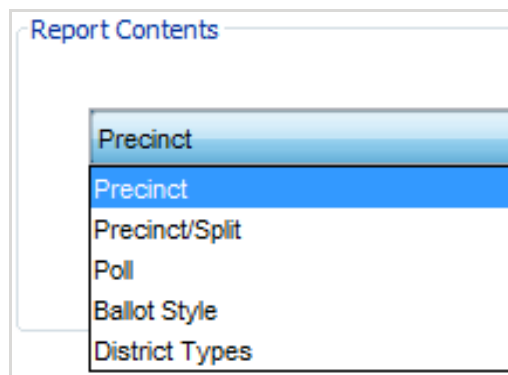 Report Contents
Precinct
Precinct
Precinct/Split
Poll
Ballot Style
District Types